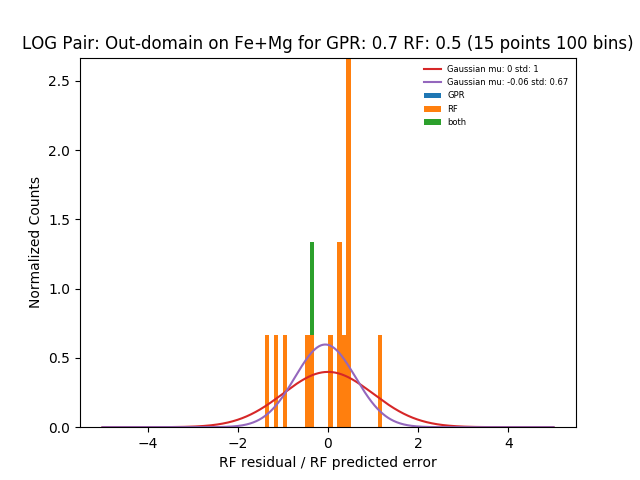 LOG Pair: Out-domain on Fe+Mg for GPR: 0.7 RF: 0.5 (15 points 100 bins)
Gaussian mu: 0 std: 1
Gaussian mu: -0.06 std: 0.67
GPR
RF
both
Normalized Counts
2.5
2.0
1.5
1.0
0.5
0.0
−4
−2
0
2
4
RF residual / RF predicted error